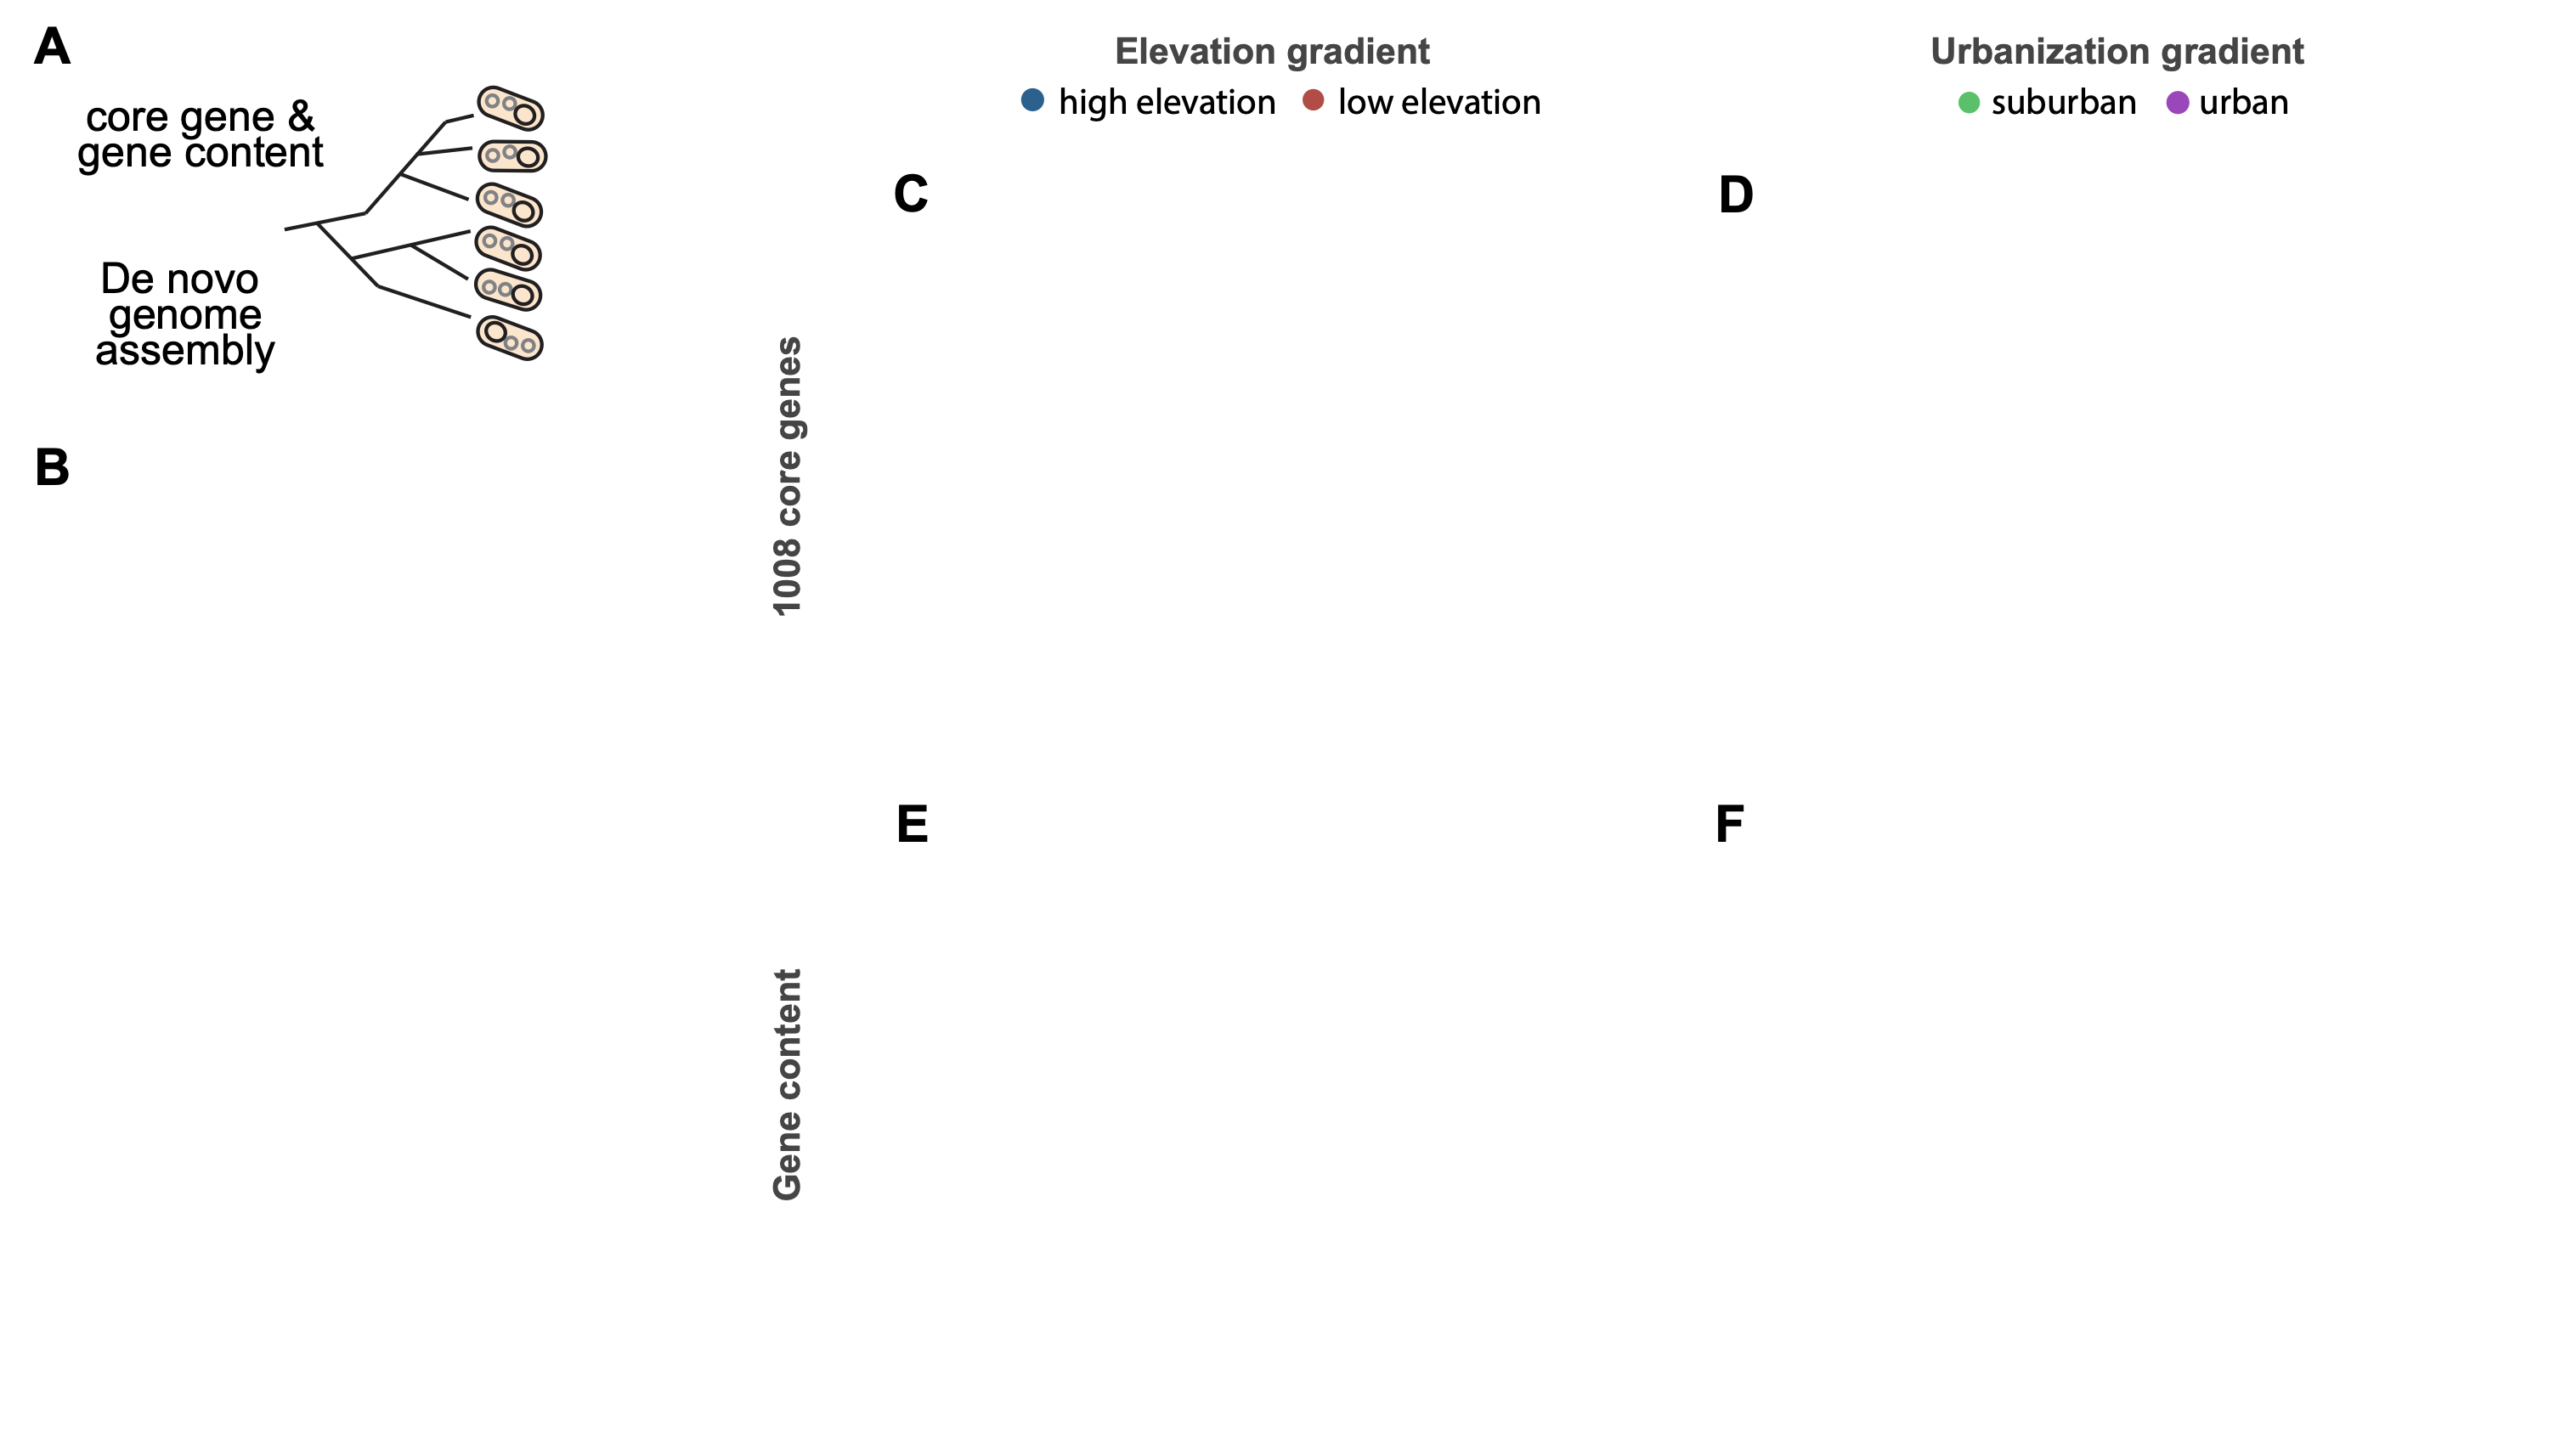 A
core gene &
gene content
De novo
genome
assembly
B
Elevation gradient
high elevation
low elevation
Urbanization gradient
suburban
urban
1008 core genes
C
D
Gene content
E
F